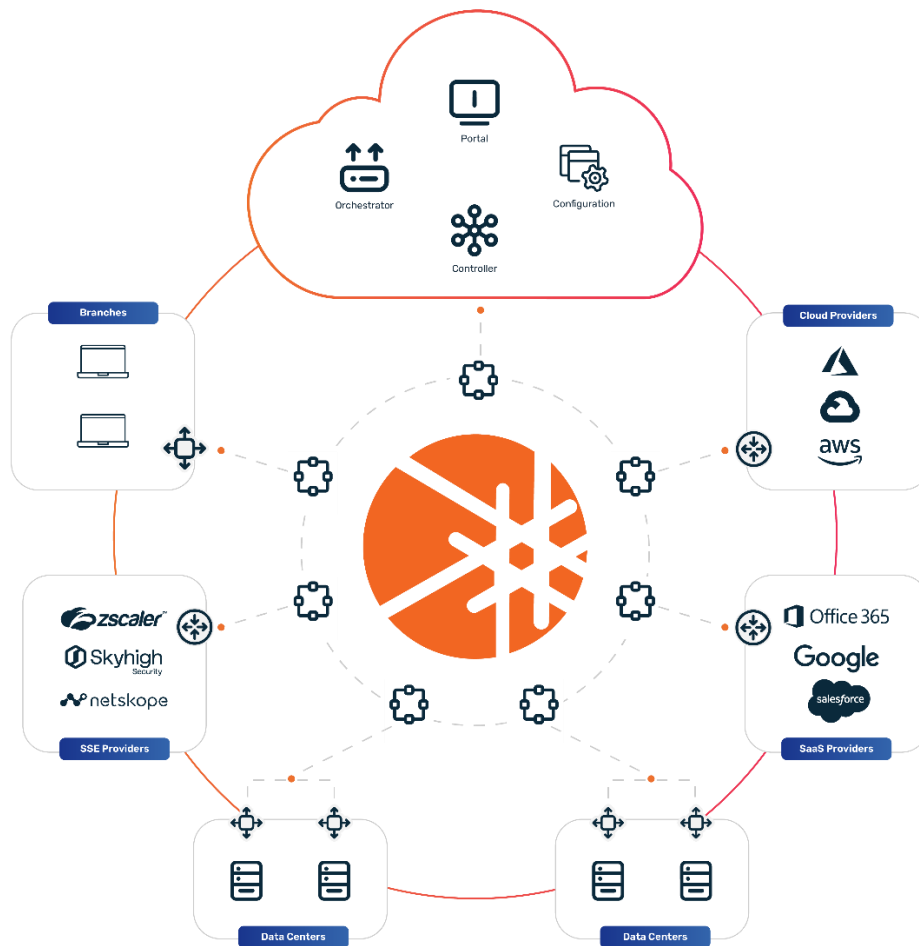 Portal
Orchestrator
Configuration
Controller
Branches
Cloud Providers
aws
zscaler™
Office 365
Skyhigh
Security
Google
netskope
salesforce
SSE Providers
SaaS Providers
Data Centers
Data Centers